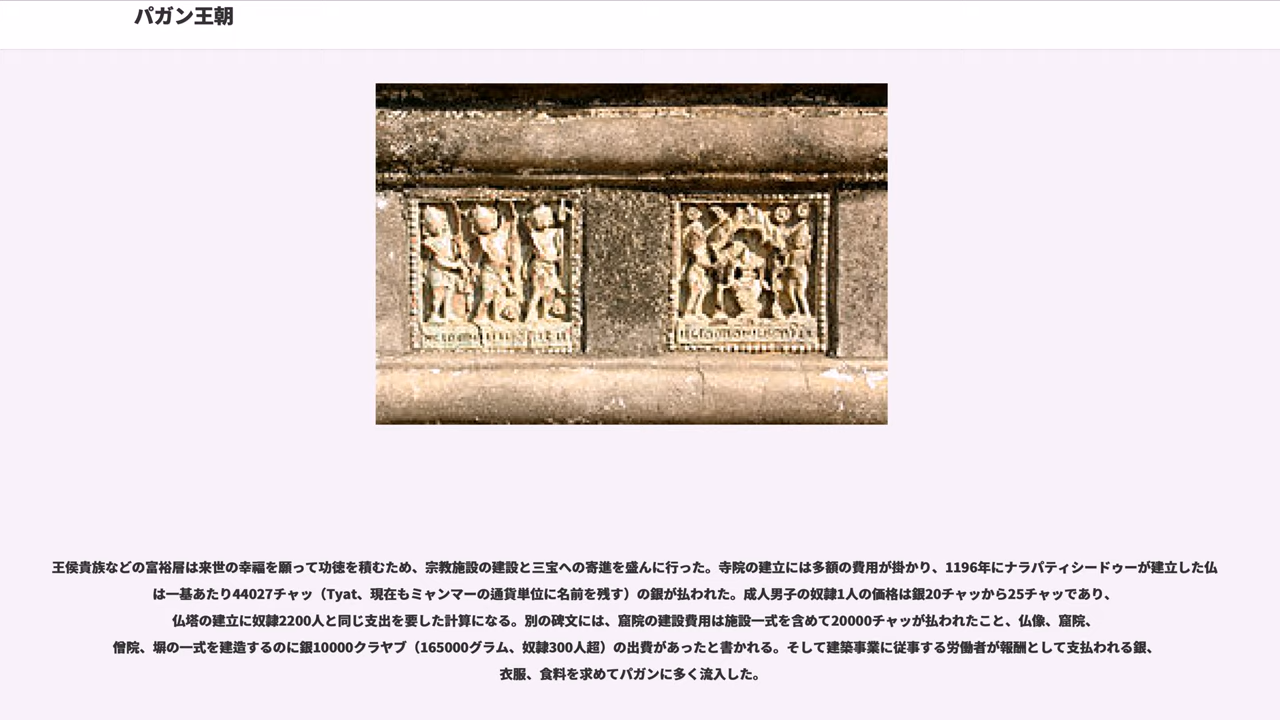 パガン王朝
王侯貴族などの富裕層は来世の幸福を願って功徳を積むため、宗教施設の建設と三宝への寄進を盛んに行った。寺院の建立には多額の費用が掛かり、1196年にナラパティシードゥーが建立した仏
は一基あたり44027チャッ（Tyat、現在もミャンマーの通貨単位に名前を残す）の銀が払われた。成人男子の奴隷1人の価格は銀20チャッから25チャッであり、
仏塔の建立に奴隷2200人と同じ支出を要した計算になる。別の碑文には、窟院の建設費用は施設一式を含めて20000チャッが払われたこと、仏像、窟院、
僧院、塀の一式を建造するのに銀10000クラヤブ（165000グラム、奴隷300人超）の出費があったと書かれる。そして建築事業に従事する労働者が報酬として支払われる銀、
衣服、食料を求めてパガンに多く流入した。